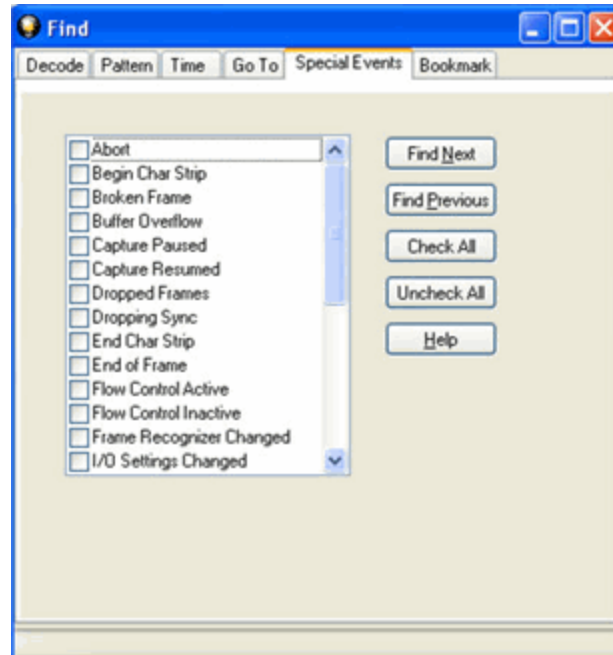 Find
Decode Pattern Time Go To Special Events Bookmark
Abort
Begin Char Strip
Broken Frame
Buffer Overflow
Capture Paused
Capture Resumed
Dropped Frames
Dropping Sync
End Char Strip
End of Frame
Flow Control Active
Flow Control Inactive
Frame Recognizer Changed
I/O Settings Changed
Find Next
Find Previous
Check All
Uncheck All
Help